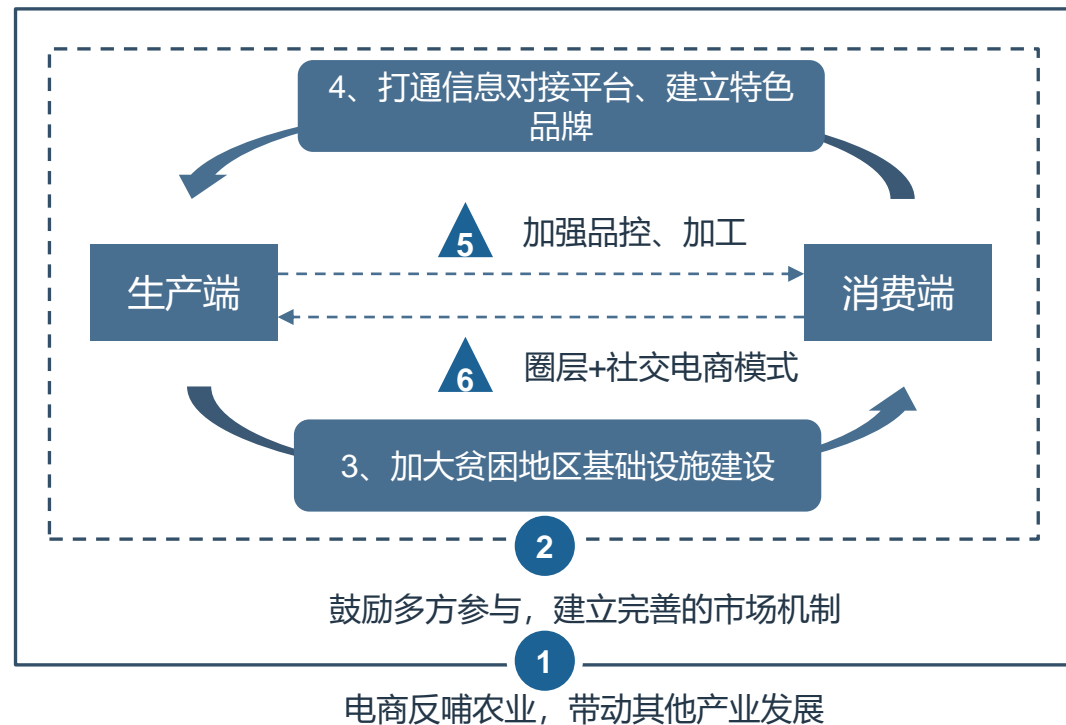 4、打通信息对接平台、建立特色
品牌
5
加强品控、加工
生产端
消费端
6
圈层+社交电商模式
3、加大贫困地区基础设施建设
2
鼓励多方参与，建立完善的市场机制
1
电商反哺农业，带动其他产业发展